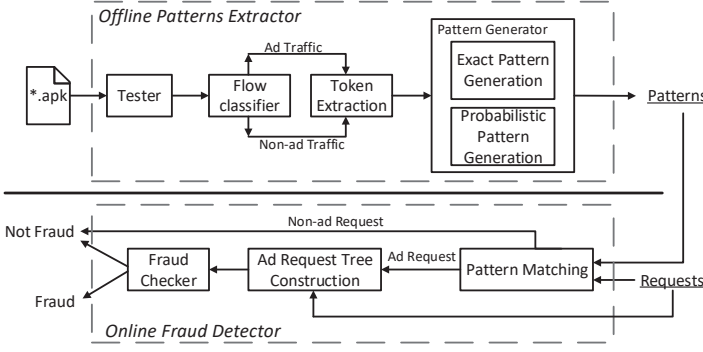 Offline Patterns Extractor
*.apk
Tester
Flow
classifier
Ad Traffic
Non-ad Traffic
Token
Extraction
Pattern Generator
Exact Pattern
Generation
Probabilistic
Pattern
Generation
Patterns
Not Fraud
Fraud
Non-ad Request
Fraud
Checker
Ad Request Tree
Construction
Ad Request
Pattern Matching
Requests
Online Fraud Detector